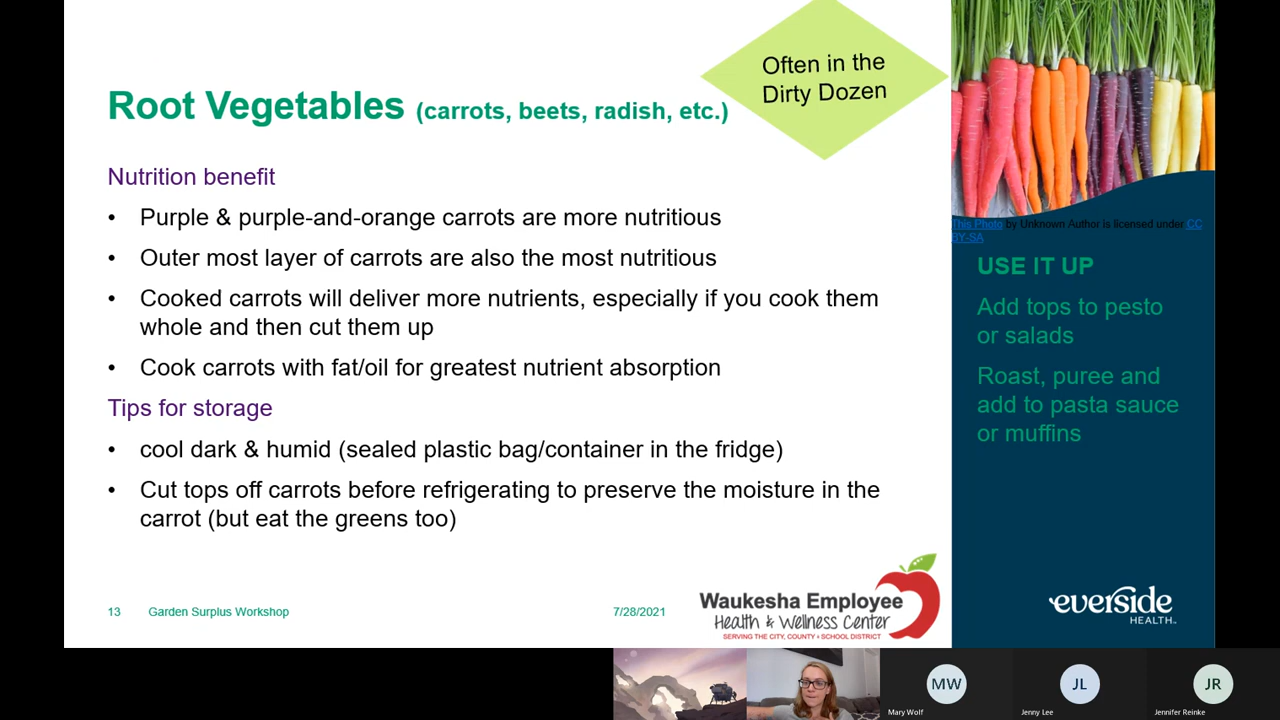 Often in the
Dirty Dozen
Root Vegetables (carrots, beets, radish, etc.)
Nutrition benefit
• Purple & purple-and-orange carrots are more nutritious
• Outer most layer of carrots are also the most nutritious
• Cooked carrots will deliver more nutrients, especially if you cook them
whole and then cut them up
• Cook carrots with fat/oil for greatest nutrient absorption
Tips for storage
• cool dark & humid (sealed plastic bag/container in the fridge)
• Cut tops off carrots before refrigerating to preserve the moisture in the
carrot (but eat the greens too)
This Photo by Unknown Author is licensed under CC
BY-SA
USE IT UP
Add tops to pesto
or salads
Roast, puree and
add to pasta sauce
or muffins
13 Garden Surplus Workshop 7/28/2021
Waukesha Employee
Health & Wellness Center
SERVING THE CITY, COUNTY & SCHOOL DISTRICT
everside
HEALTH™
MW
Mary Wolf
JL
Jenny Lee
JR
Jennifer Reinke